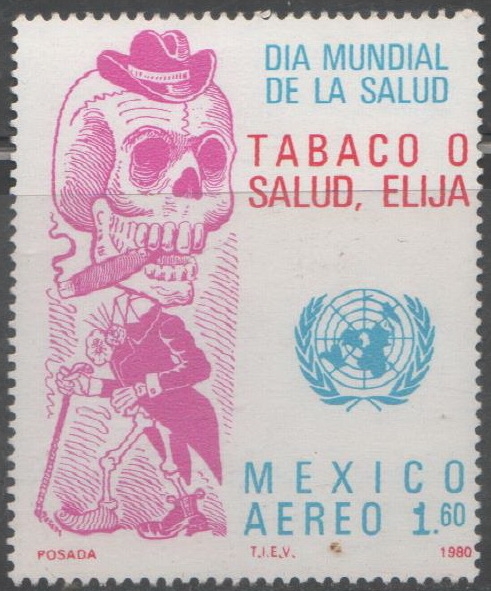 DIA MUNDIAL
DE LA SALUD
TABACO O
SALUD, ELIJA
MEXICO
AEREO 1.60
POSADA T.I.E.V. 1980